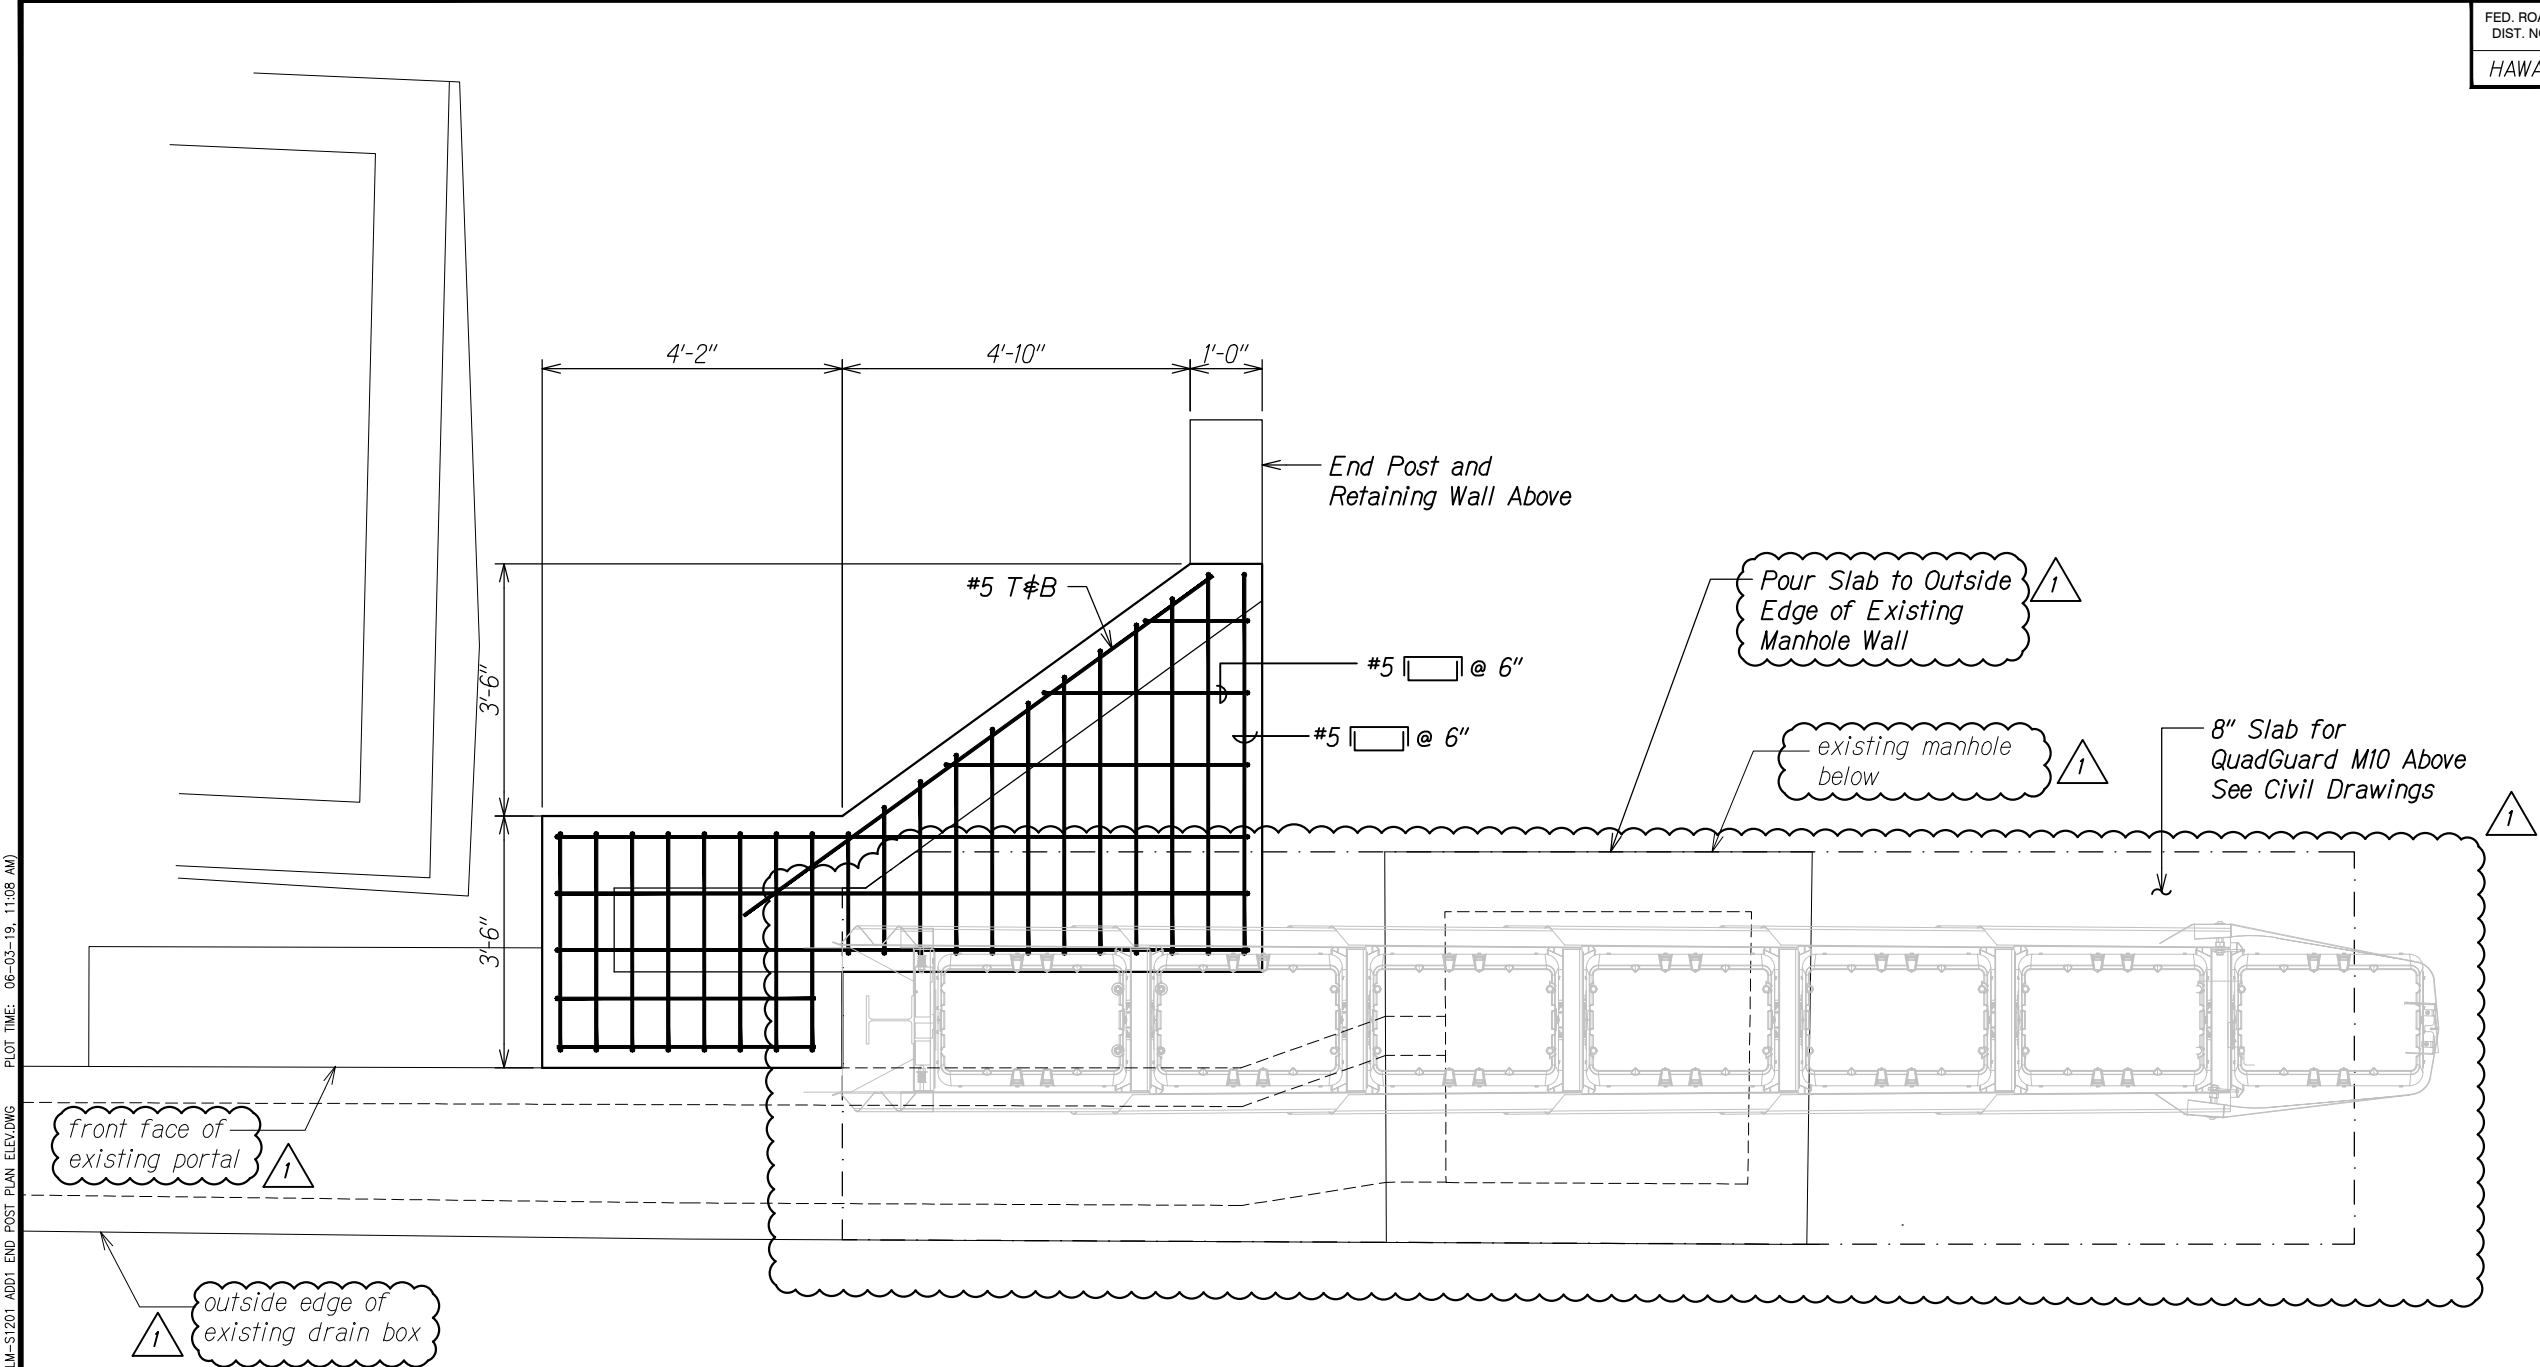 FED. ROA
DIST. NO
HAWA
4'-2"
4'-10"
1'-0"
End Post and
Retaining Wall Above
#5 T&B
3'-6"
#5 @ 6"
#5 @ 6"
Pour Slab to Outside
Edge of Existing
Manhole Wall
1
existing manhole
below
1
8" Slab for
QuadGuard M10 Above
See Civil Drawings
1
3'-6"
front face of
existing portal
1
outside edge of
existing drain box
1
LM-S1201 ADD1 END POST PLAN ELEV.DWG PLOT TIME: 06-03-19, 11:08 AM)